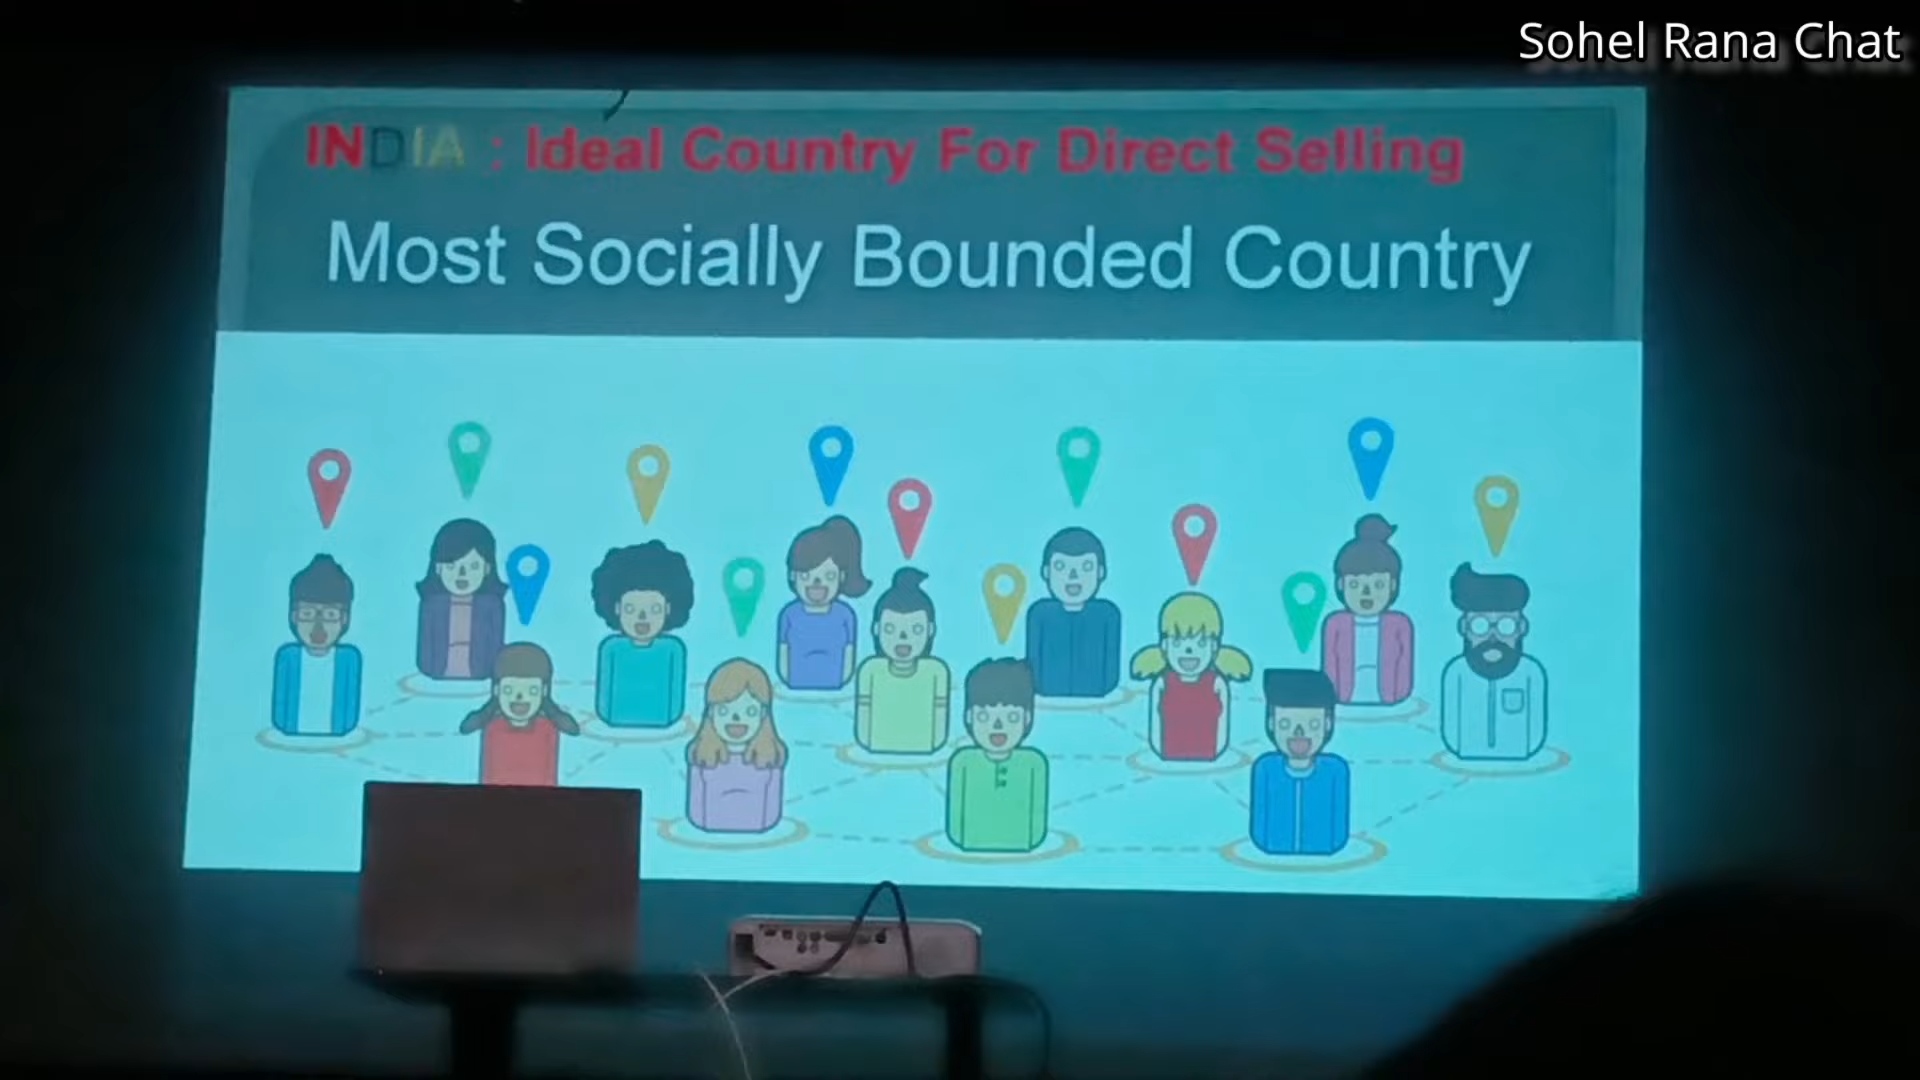 Sohel Rana Chat
INDIA : Ideal Country For Direct Selling
Most Socially Bounded Country